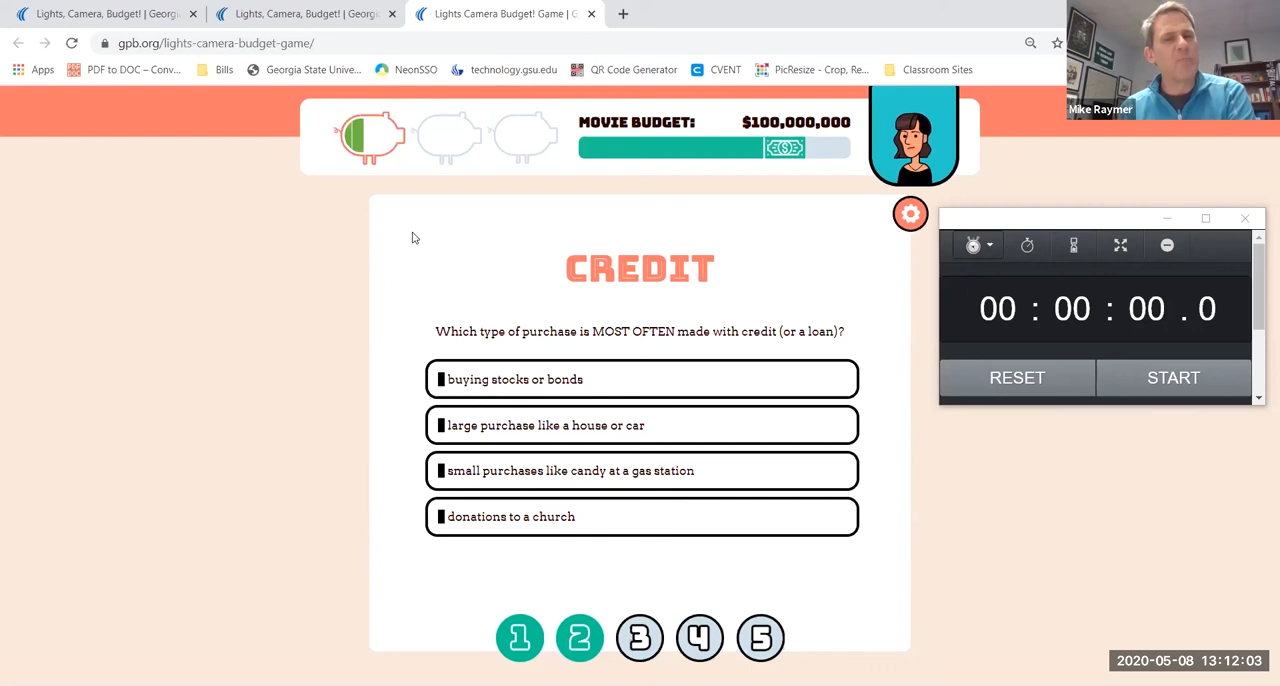 Lights, Camera, Budget! | Georgi
Lights, Camera, Budget! | Georgi
Lights Camera Budget! Game | G
gpb.org/lights-camera-budget-game/
Apps
PDF to DOC – Conv...
Bills
Georgia State Unive...
NeonSSO
technology.gsu.edu
QR Code Generator
CVENT
PicResize - Crop, Re...
Classroom Sites
Mike Raymer
MOVIE BUDGET: $100,000,000
CREDIT
Which type of purchase is MOST OFTEN made with credit (or a loan)?
buying stocks or bonds
large purchase like a house or car
small purchases like candy at a gas station
donations to a church
1 2 3 4 5
00 : 00 : 00 . 0
RESET START
2020-05-08 13:12:03